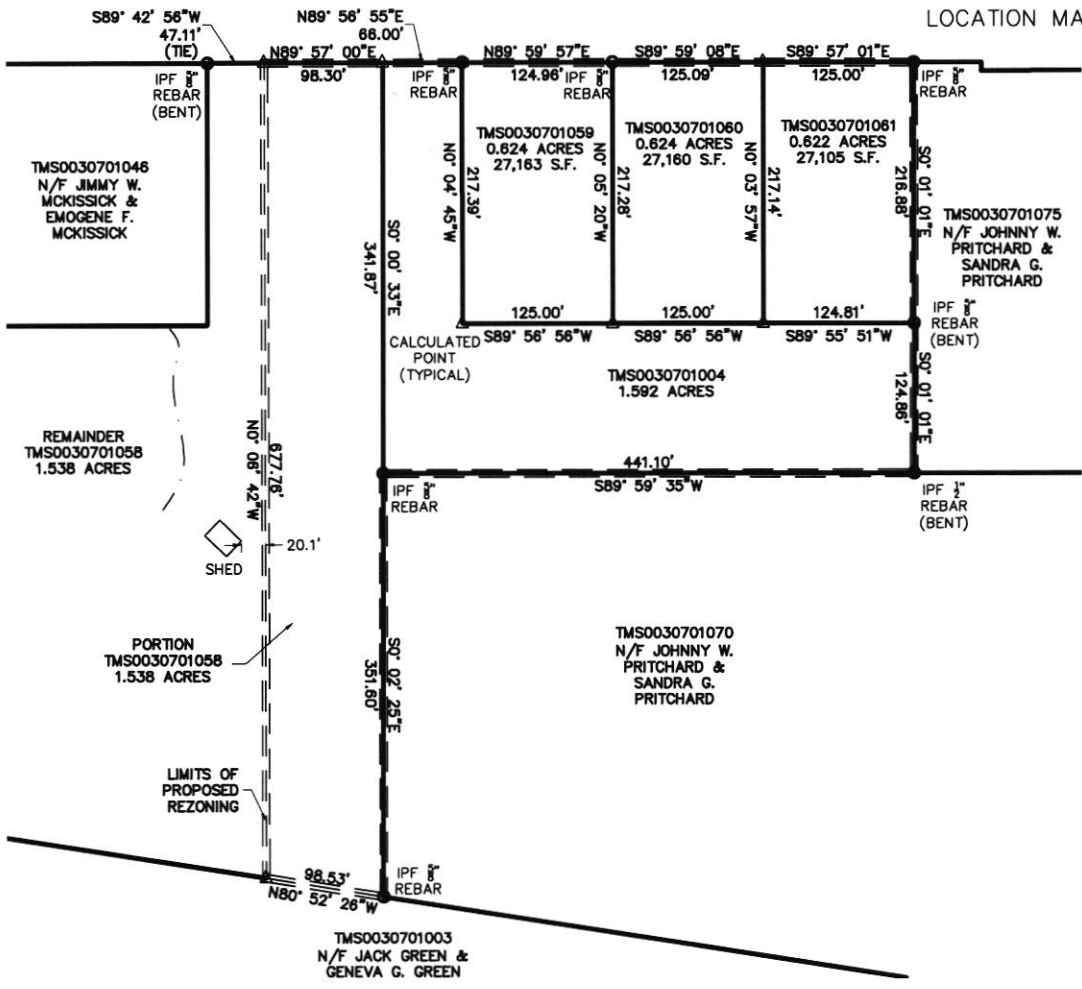 LOCATION MA
S89° 42' 56"W
47.11'
(TIE)
N89° 56' 55"E
66.00'
N89° 57' 00"E
98.30'
N89° 59' 57"E
124.96'
S89° 59' 08"E
125.09'
S89° 57' 01"E
125.00'
IPF 5/8"
REBAR
(BENT)
IPF 5/8"
REBAR
IPF 5/8"
REBAR
IPF 5/8"
REBAR
TMS0030701046
N/F JIMMY W.
MCKISSICK &
EMOGENE F.
MCKISSICK
S0° 00' 33"E
341.87'
N0° 04' 45"W
217.39'
TMS0030701059
0.624 ACRES
27,163 S.F.
N0° 05' 20"W
217.28'
TMS0030701060
0.624 ACRES
27,160 S.F.
N0° 03' 57"W
217.14'
TMS0030701061
0.622 ACRES
27,105 S.F.
S0° 01' 01"E
216.88'
TMS0030701075
N/F JOHNNY W.
PRITCHARD &
SANDRA G.
PRITCHARD
125.00'
S89° 56' 56"W
125.00'
S89° 56' 56"W
124.81'
S89° 55' 51"W
IPF 5/8"
REBAR
(BENT)
CALCULATED
POINT
(TYPICAL)
TMS0030701004
1.592 ACRES
S0° 01' 01"E
124.86'
REMAINDER
TMS0030701058
1.538 ACRES
N0° 06' 42"W
677.76'
441.10'
S89° 59' 35"W
IPF 5/8"
REBAR
IPF 1/2"
REBAR
(BENT)
20.1'
SHED
PORTION
TMS0030701058
1.538 ACRES
S0° 02' 25"E
351.60'
TMS0030701070
N/F JOHNNY W.
PRITCHARD &
SANDRA G.
PRITCHARD
LIMITS OF
PROPOSED
REZONING
98.53'
N80° 52' 26"W
IPF 5/8"
REBAR
TMS0030701003
N/F JACK GREEN &
GENEVA G. GREEN